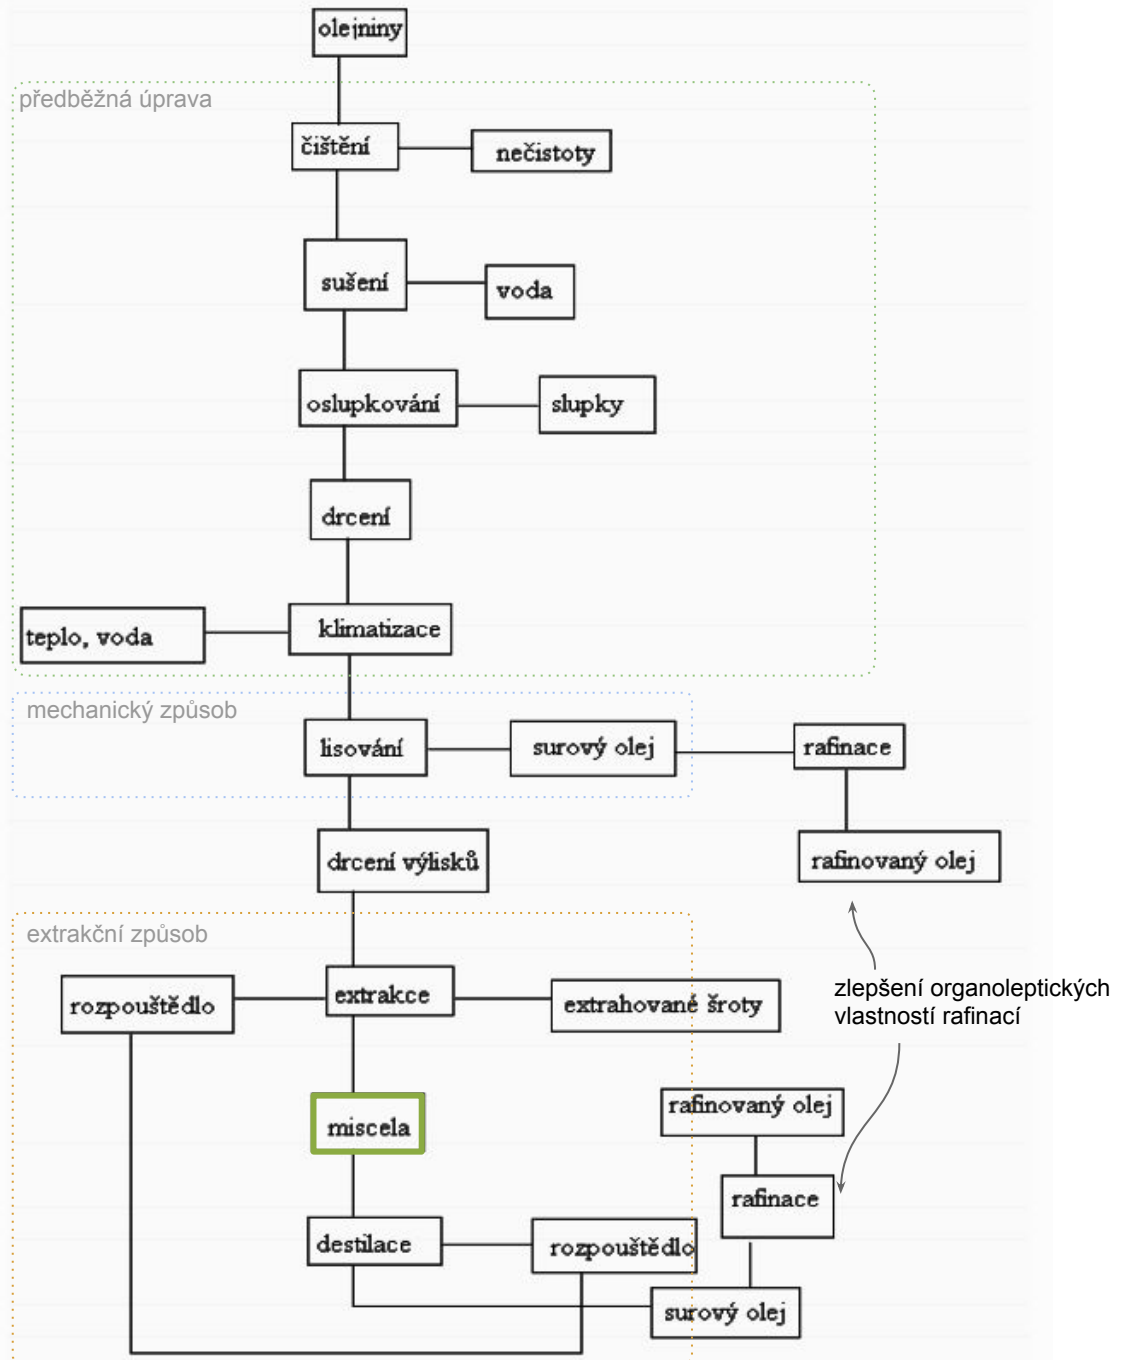 olejniny
předběžná úprava
čištění
nečistoty
sušení
voda
oslupkování
slupky
drcení
teplo, voda
klimatizace
mechanický způsob
lisování
surový olej
rafinace
drcení výlisků
rafinovaný olej
extrakční způsob
rozpouštědlo
extrakce
extrahované šroty
zlepšení organoleptických
vlastností rafinací
rafinovaný olej
miscela
rafinace
destilace
rozpouštědlo
surový olej